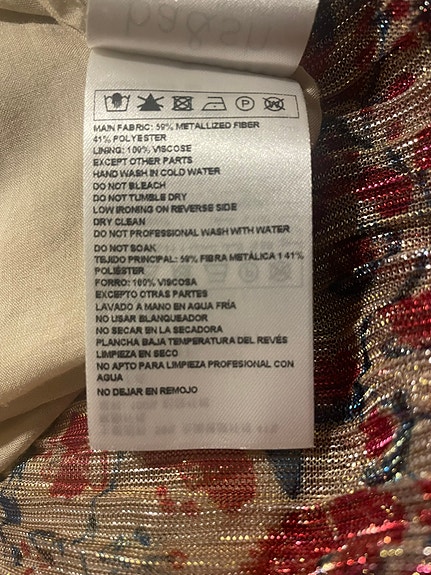 ba&sh
MAIN FABRIC: 59% METALLIZED FIBER
41% POLYESTER
LINING: 100% VISCOSE
EXCEPT OTHER PARTS
HAND WASH IN COLD WATER
DO NOT BLEACH
DO NOT TUMBLE DRY
LOW IRONING ON REVERSE SIDE
DRY CLEAN
DO NOT PROFESSIONAL WASH WITH WATER
DO NOT SOAK
TEJIDO PRINCIPAL: 59% FIBRA METÁLICA 1 41%
POLIÉSTER
FORRO: 100% VISCOSA
EXCEPTO OTRAS PARTES
LAVADO A MANO EN AGUA FRÍA
NO USAR BLANQUEADOR
NO SECAR EN LA SECADORA
PLANCHA BAJA TEMPERATURA DEL REVÉS
LIMPIEZA EN SECO
NO APTO PARA LIMPIEZA PROFESIONAL CON
AGUA
NO DEJAR EN REMOJO